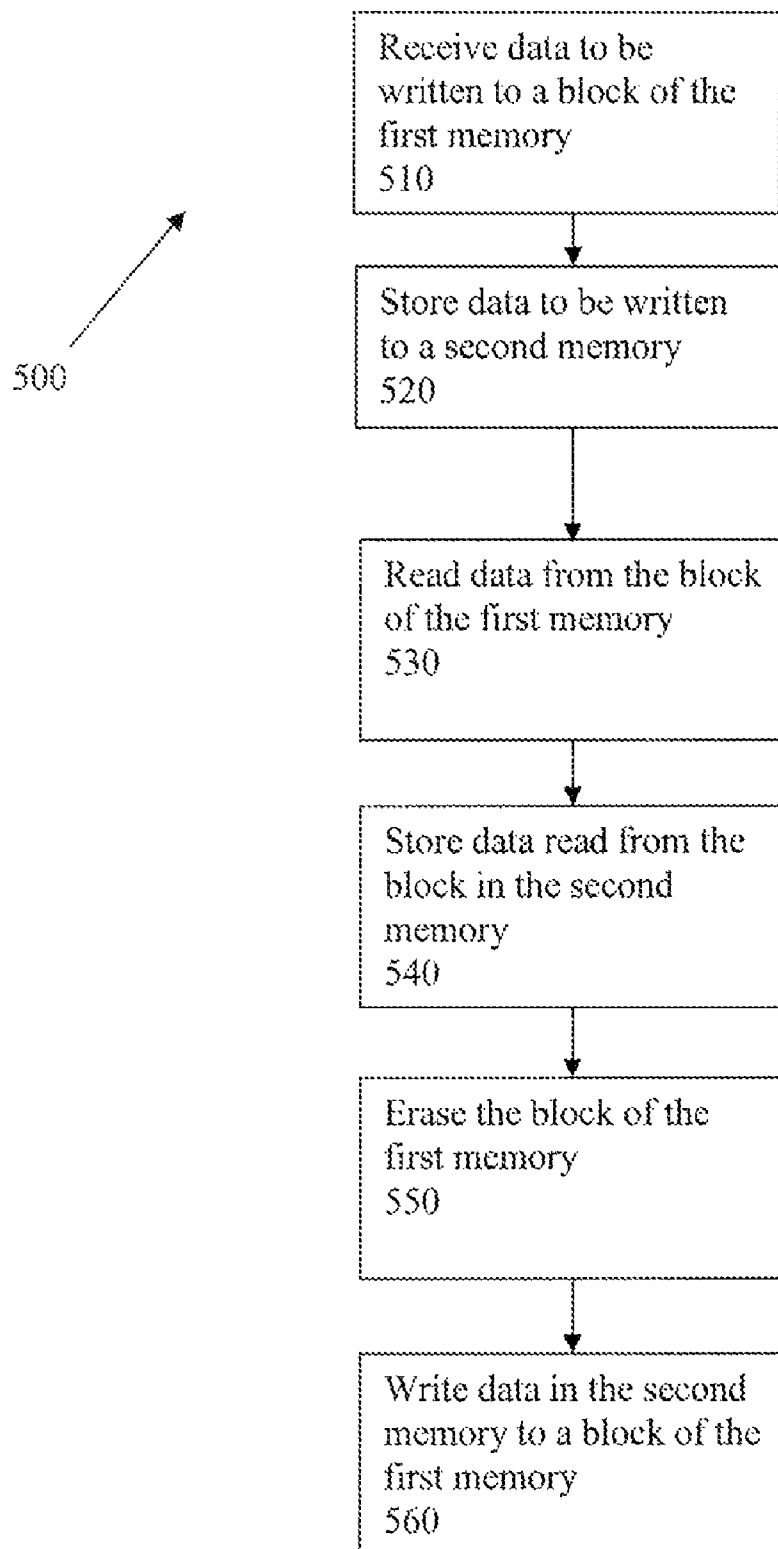 Receive data to be
written to a block of the
first memory
510
Store data to be written
to a second memory
520
500
Read data from the block
of the first memory
530
Store data read from the
block in the second
memory
540
Erase the block of the
first memory
550
Write data in the second
memory to a block of the
first memory
560